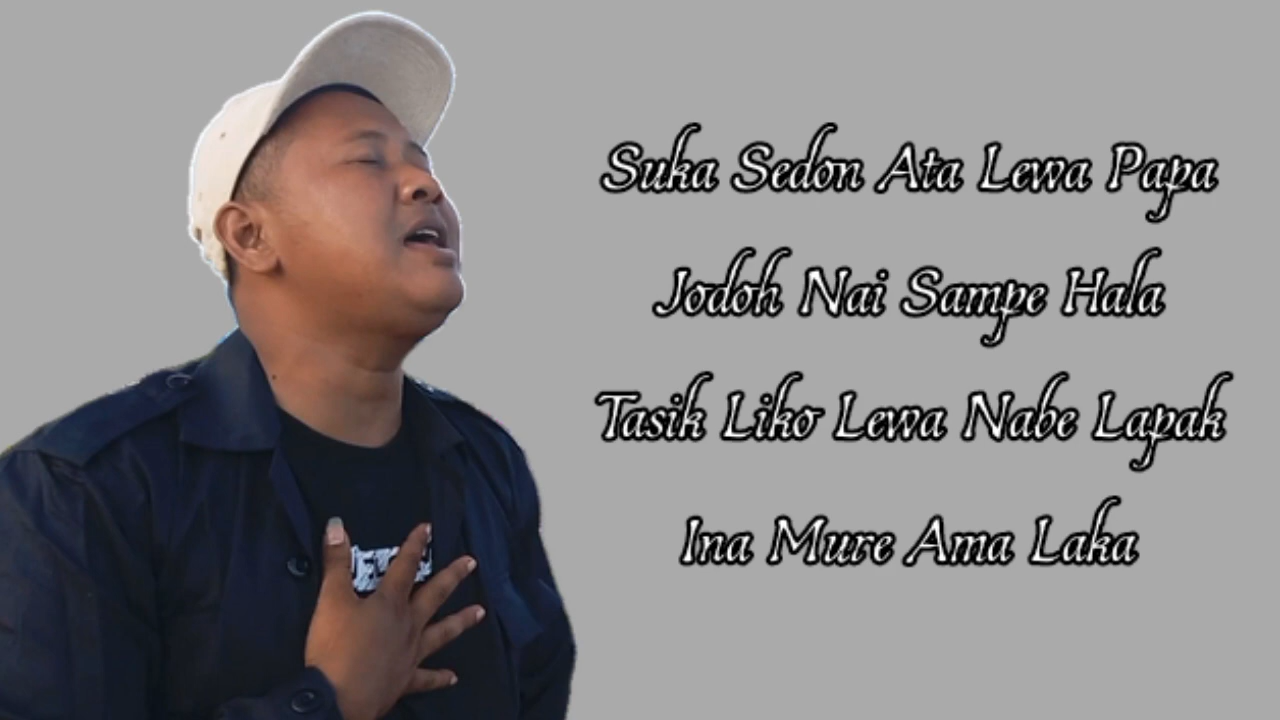 Suka Sedon Ata Lewa Papa
Jodoh Nai Sampe Hala
Tasik Liko Lewa Nabe Lapak
Ina Mure Ama Laka